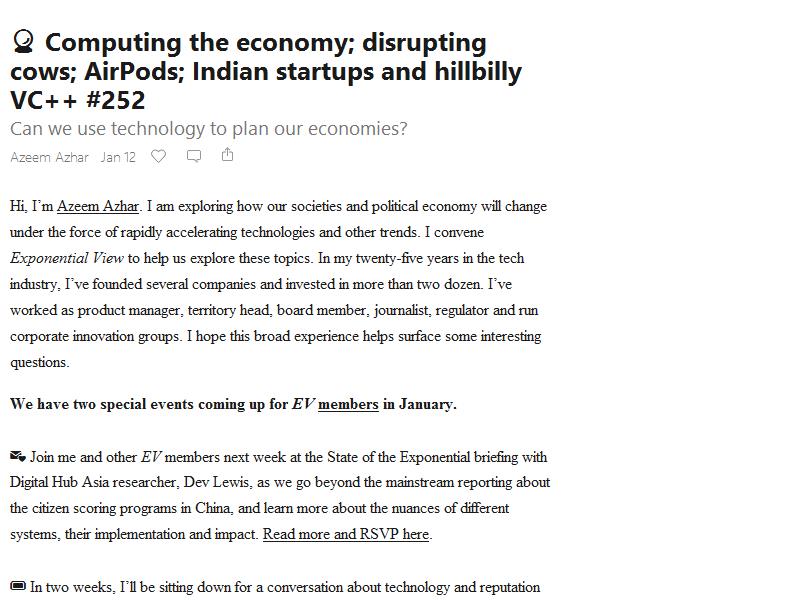 🔮 Computing the economy; disrupting
cows; AirPods; Indian startups and hillbilly
VC++ #252
Can we use technology to plan our economies?
Azeem Azhar Jan 12
Hi, I’m Azeem Azhar. I am exploring how our societies and political economy will change
under the force of rapidly accelerating technologies and other trends. I convene
Exponential View to help us explore these topics. In my twenty-five years in the tech
industry, I’ve founded several companies and invested in more than two dozen. I’ve
worked as product manager, territory head, board member, journalist, regulator and run
corporate innovation groups. I hope this broad experience helps surface some interesting
questions.
We have two special events coming up for EV members in January.
Join me and other EV members next week at the State of the Exponential briefing with
Digital Hub Asia researcher, Dev Lewis, as we go beyond the mainstream reporting about
the citizen scoring programs in China, and learn more about the nuances of different
systems, their implementation and impact. Read more and RSVP here.
In two weeks, I’ll be sitting down for a conversation about technology and reputation